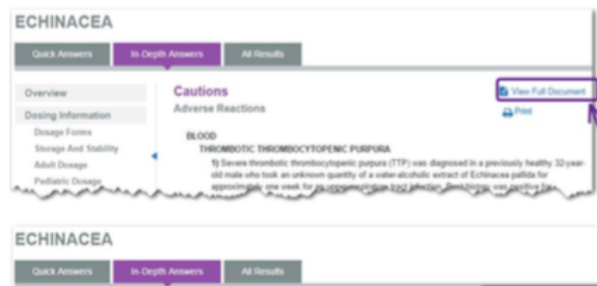 ECHINACEA
Quick Answers In-Depth Answers All Results
Overview
Dosing Information
Dosage Forms
Storage And Stability
Adult Dosage
Pediatric Dosage
Cautions
Adverse Reactions
View Full Document
Print
BLOOD
THROMBOTIC THROMBOCYTOPENIC PURPURA
1) Severe thrombotic thrombocytopenic purpura (TTP) was diagnosed in a previously healthy 32-year-
old male who took an unknown quantity of a water-alcoholic extract of Echinacea pallida for
approximately one week for an upper
ECHINACEA
Quick Answers In-Depth Answers All Results